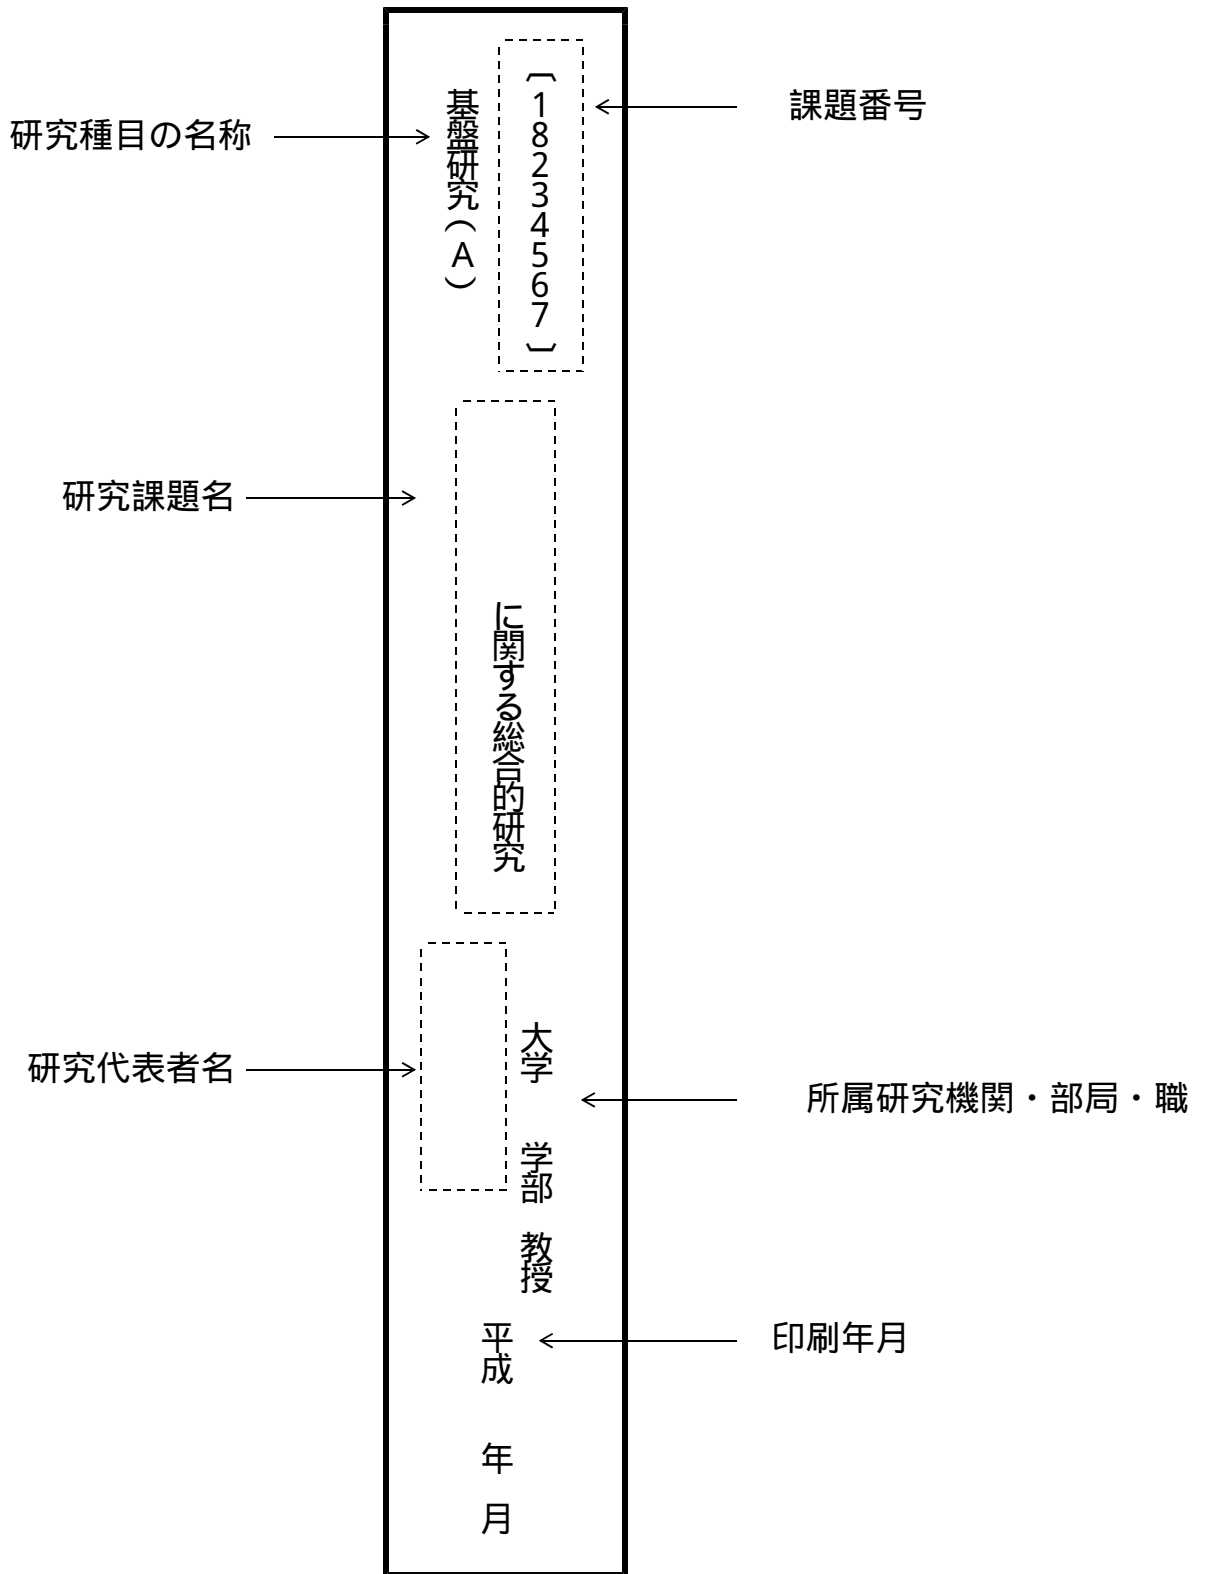 課題番号
〔18234567〕
基盤研究(A)
研究種目の名称
研究課題名
に関する総合的研究
研究代表者名
大学　学部　教授
所属研究機関・部局・職
平成　年　月
印刷年月